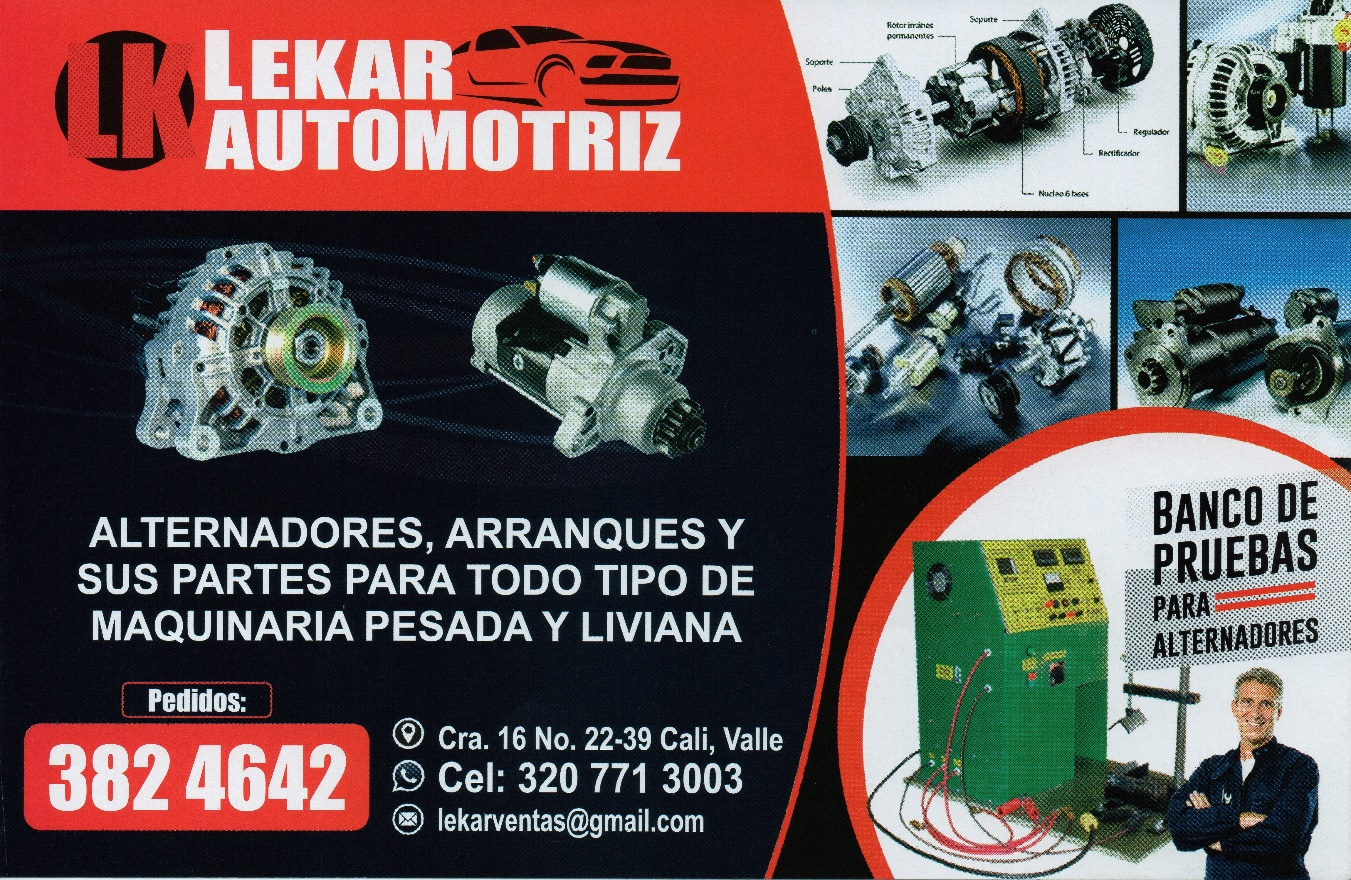 LK LEKAR
AUTOMOTRIZ
Soporte
Rotor imánes
permanentes
Soporte
Polea
Regulador
Rectificador
Nucleo 6 fases
ALTERNADORES, ARRANQUES Y
SUS PARTES PARA TODO TIPO DE
MAQUINARIA PESADA Y LIVIANA
Pedidos:
382 4642
Cra. 16 No. 22-39 Cali, Valle
Cel: 320 771 3003
lekarventas@gmail.com
BANCO DE
PRUEBAS
PARA
ALTERNADORES